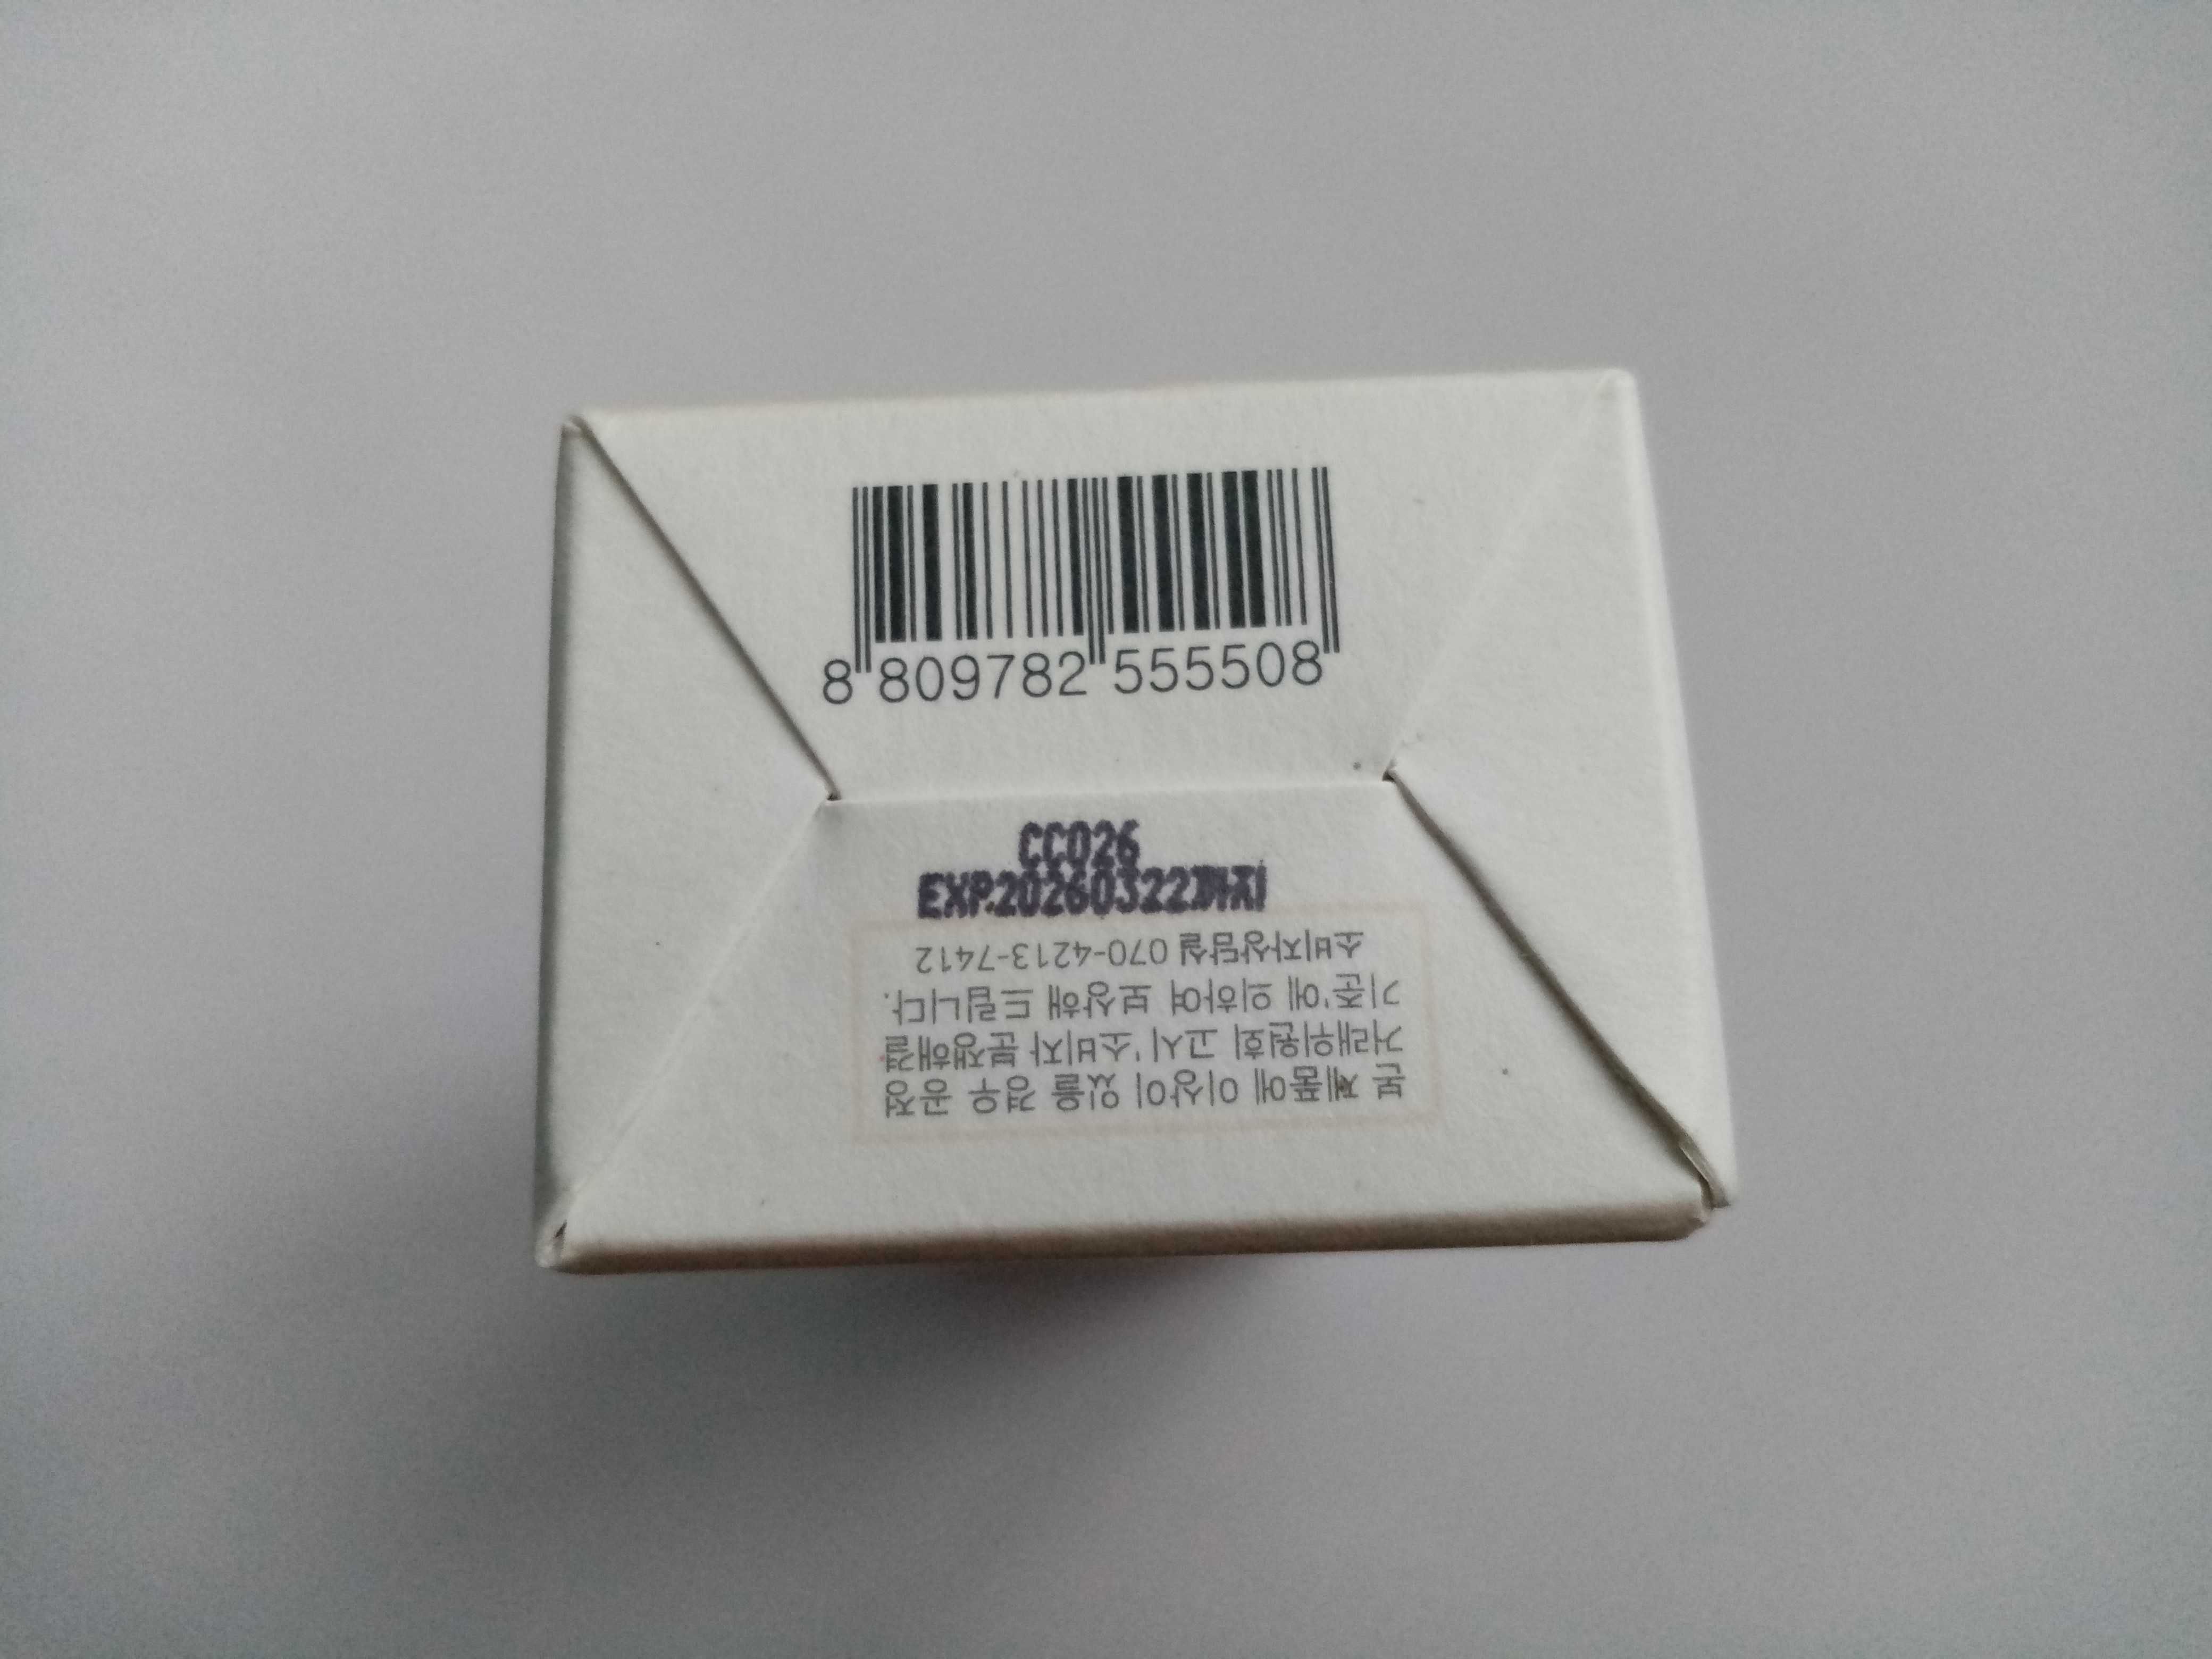 8 809782 555508
CC026
EXP.20260322까지
본 제품에 이상이 있을 경우 공정
거래위원회 고시 '소비자 분쟁해결
기준'에 의하여 보상해 드립니다.
소비자상담실 070-4213-7412